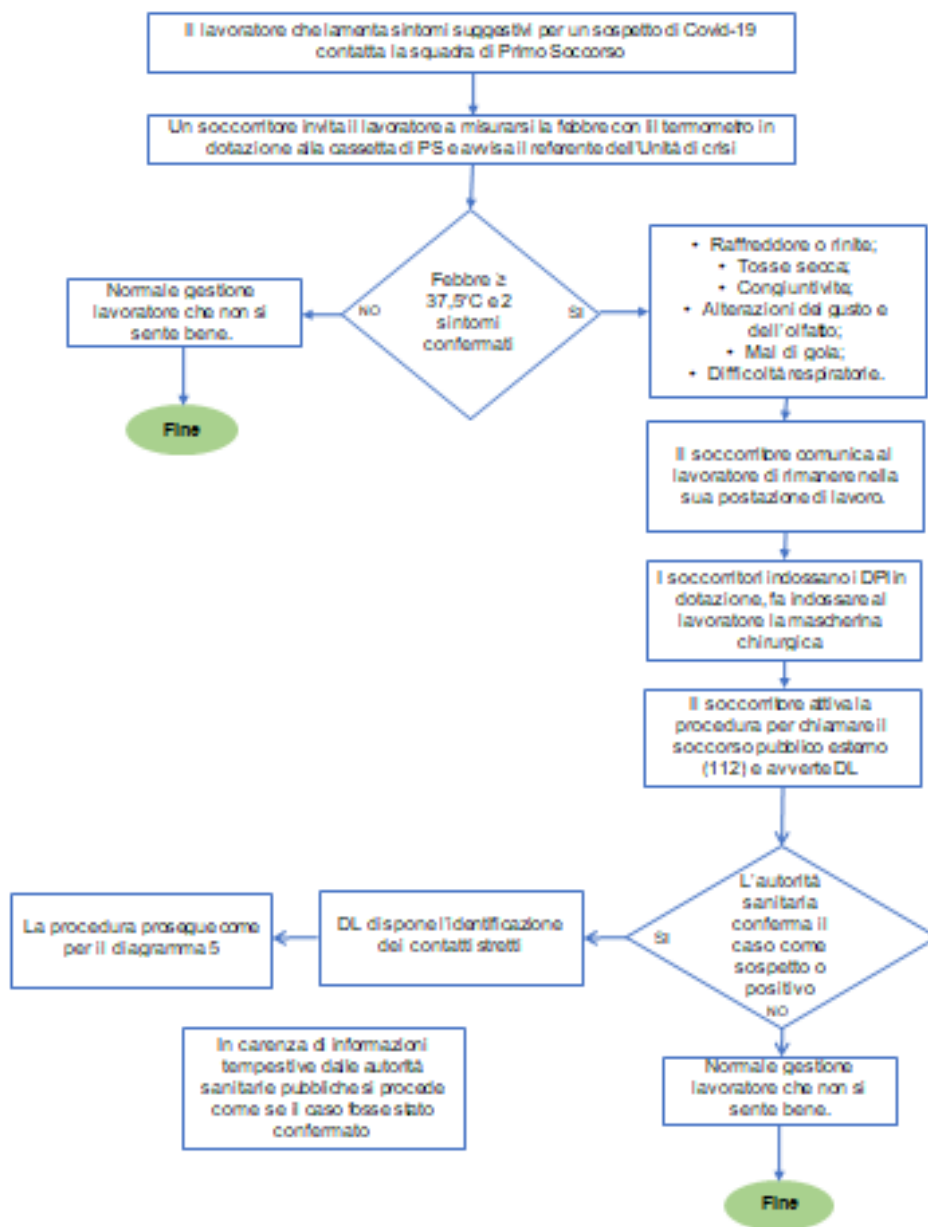 Il lavoratore che lamenta sintomi suggestivi per un sospetto di Covid-19
contatta la squadra di Primo Soccorso
Un soccorritore invita il lavoratore a misurarsi la febbre con il termometro in
dotazione alla cassetta di PS e avvisa il referente dell'Unità di crisi
Febbre ≥
37,5°C e 2
sintomi
confermati
NO
SI
Normale gestione
lavoratore che non si
sente bene.
Fine
• Raffreddore o rinite;
• Tosse secca;
• Congiuntivite;
• Alterazioni del gusto e
dell'olfatto;
• Mal di gola;
• Difficoltà respiratorie.
Il soccorritore comunica al
lavoratore di rimanere nella
sua postazione di lavoro.
I soccorritori indossano i DPI in
dotazione, fa indossare al
lavoratore la mascherina
chirurgica
Il soccorritore attiva la
procedura per chiamare il
soccorso pubblico esterno
(112) e avverte DL
L'autorità
sanitaria
conferma il
caso come
sospetto o
positivo
SI
NO
DL dispone l'identificazione
dei contatti stretti
La procedura prosegue come
per il diagramma 5
In carenza di informazioni
tempestive dalle autorità
sanitarie pubbliche si procede
come se il caso fosse stato
confermato
Normale gestione
lavoratore che non si
sente bene.
Fine